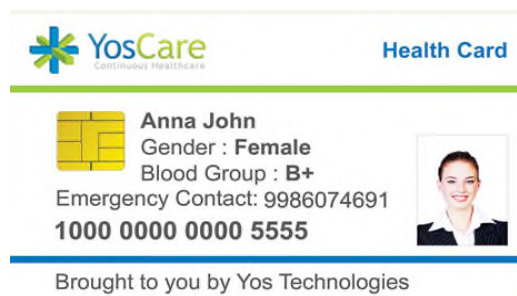 YosCare
Continuous Healthcare
Health Card
Anna John
Gender : Female
Blood Group : B+
Emergency Contact: 9986074691
1000 0000 0000 5555
Brought to you by Yos Technologies